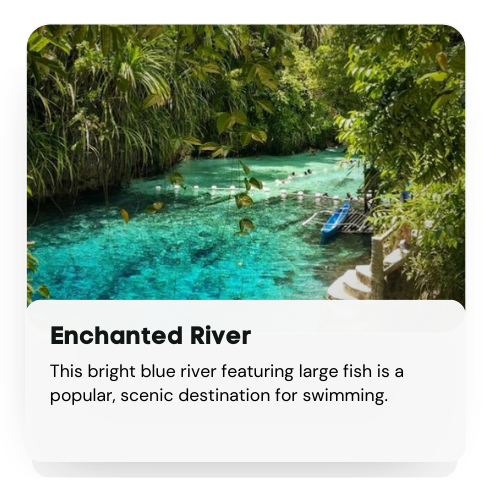 Enchanted River
This bright blue river featuring large fish is a
popular, scenic destination for swimming.